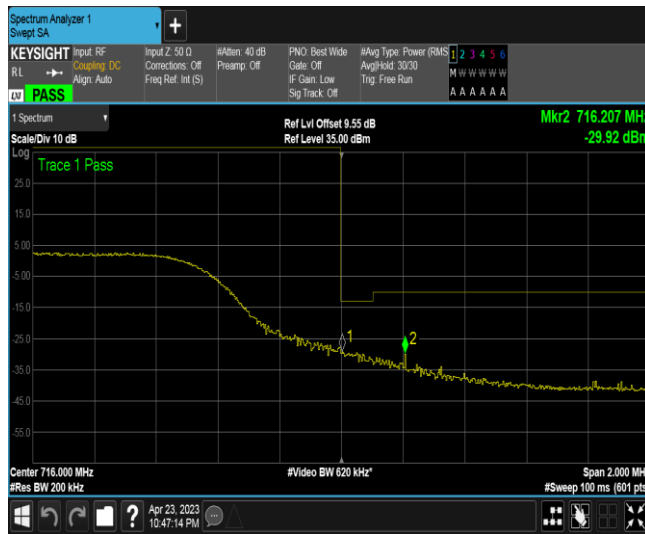 Spectrum Analyzer 1
Swept SA
KEYSIGHT Input: RF
RL Coupling: DC
Align: Auto
LXI PASS
Input Z: 50 Ω
Corrections: Off
Freq Ref: Int (S)
#Atten: 40 dB
Preamp: Off
PNO: Best Wide
Gate: Off
IF Gain: Low
Sig Track: Off
#Avg Type: Power (RMS
Avg|Hold: 30/30
Trig: Free Run
1 2 3 4 5 6
M W W W W W
A A A A A A
1 Spectrum
Scale/Div 10 dB
Ref Lvl Offset 9.55 dB
Ref Level 35.00 dBm
Mkr2 716.207 MHz
-29.92 dBm
Log
Trace 1 Pass
25.0
15.0
5.00
-5.00
-15.0
-25.0
-35.0
-45.0
-55.0
1
2
Center 716.000 MHz
#Res BW 200 kHz
#Video BW 620 kHz*
Span 2.000 MH
#Sweep 100 ms (601 pts
?
Apr 23, 2023
10:47:14 PM